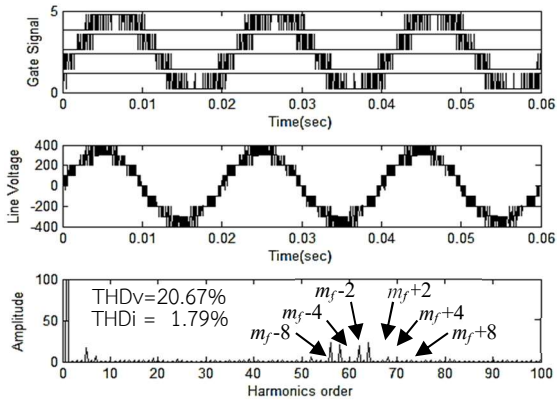 Gate Signal
5
0
0 0.01 0.02 0.03 0.04 0.05 0.06
Time(sec)
Line Voltage
400
200
0
-200
-400
0 0.01 0.02 0.03 0.04 0.05 0.06
Time(sec)
Amplitude
100
50
0
THDv=20.67%
THDi = 1.79%
mf-8
mf-4
mf-2
mf+2
mf+4
mf+8
0 10 20 30 40 50 60 70 80 90 100
Harmonics order